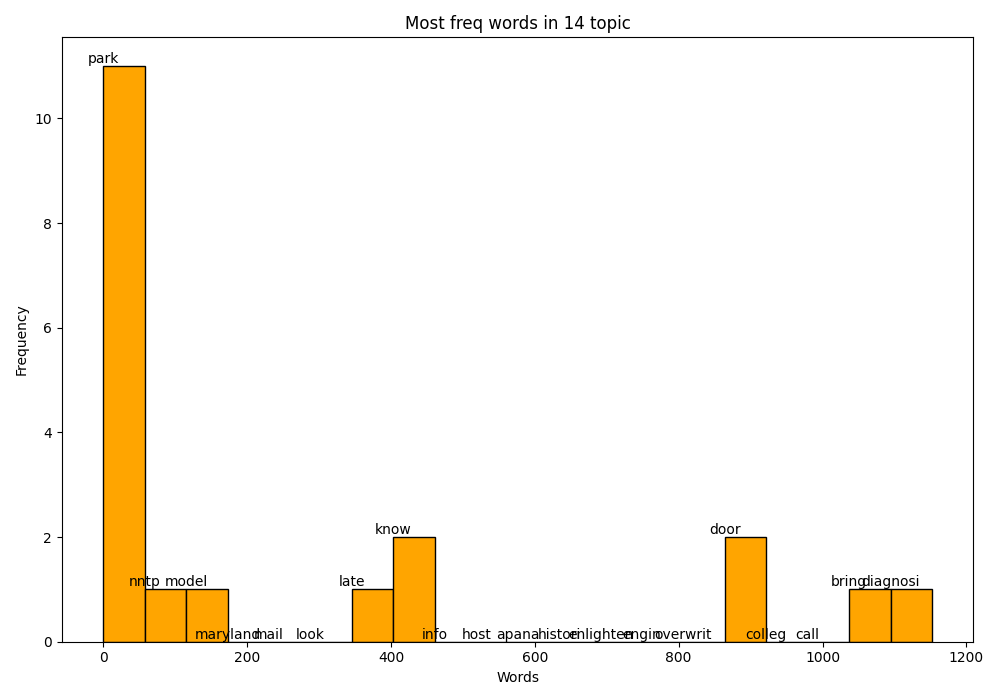 Most freq words in 14 topic
park
10
8
6
4
2
0
Frequency
know
door
nntp model
late
bring diagnosi
maryland mail look info host apana histori enlighten engin overwrit colleg call
0 200 400 600 800 1000 1200
Words